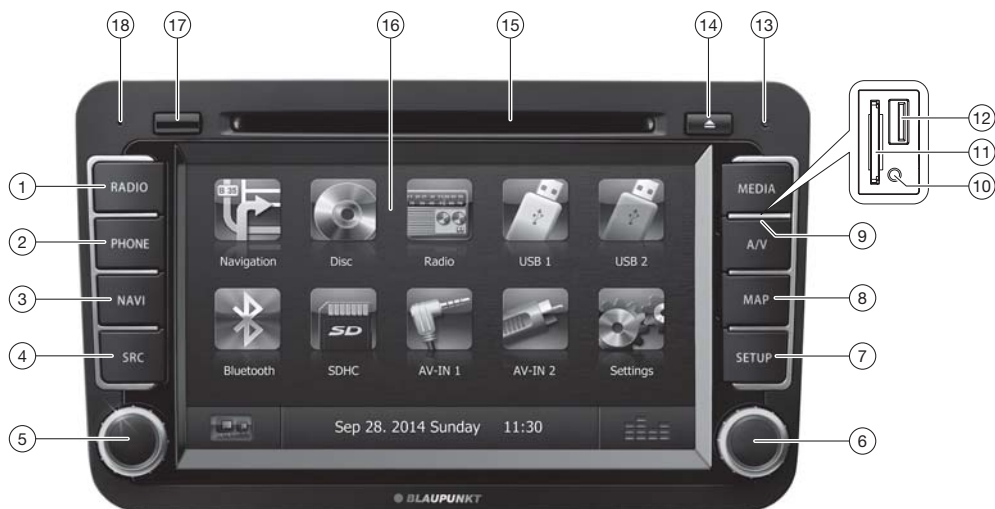 18 17 16 15 14 13
12
11
10
1 RADIO
2 PHONE
3 NAVI
4 SRC
5
MEDIA
9
A/V
MAP 8
SETUP 7
6
Navigation Disc Radio USB 1 USB 2
SD
Bluetooth SDHC AV-IN 1 AV-IN 2 Settings
Sep 28. 2014 Sunday 11:30
BLAUPUNKT